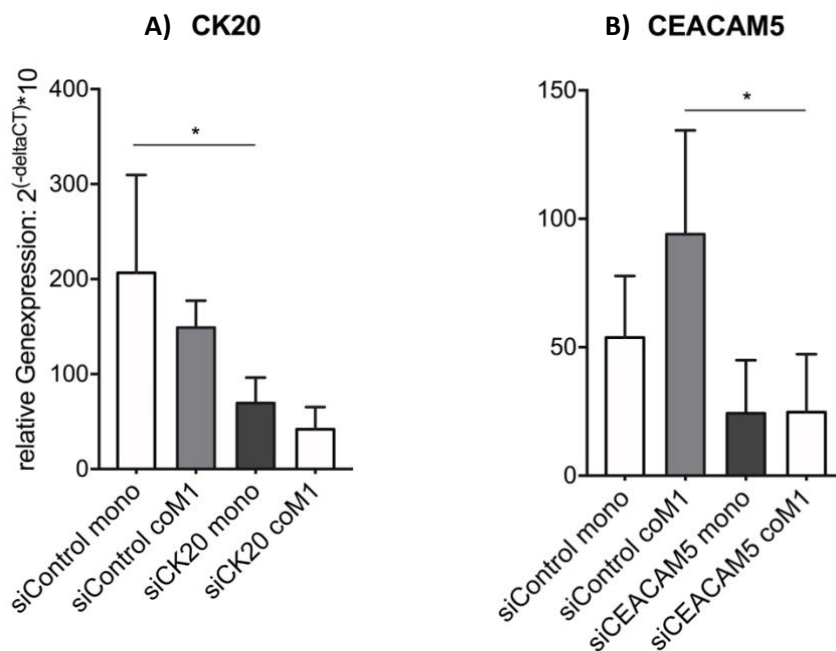 A) CK20
relative Genexpression: 2(-deltaCT)*10
400
300
200
100
0
*
siControl mono
siControl coM1
siCK20 mono
siCK20 coM1
B) CEACAM5
150
100
50
0
*
siControl mono
siControl coM1
siCEACAM5 mono
siCEACAM5 coM1